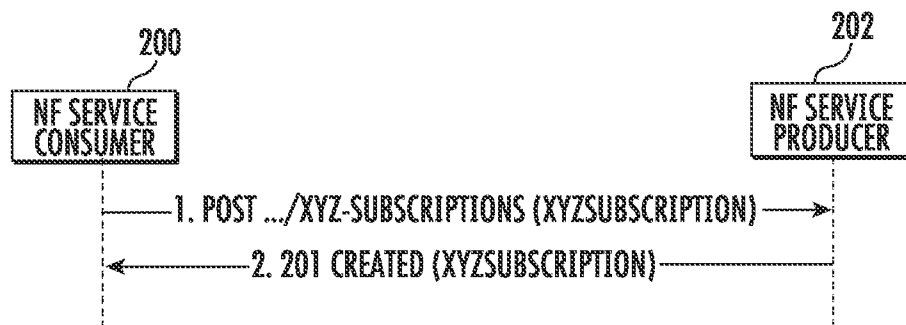 200
202
NF SERVICE
CONSUMER
NF SERVICE
PRODUCER
1. POST .../XYZ-SUBSCRIPTIONS (XYZSUBSCRIPTION)
2. 201 CREATED (XYZSUBSCRIPTION)